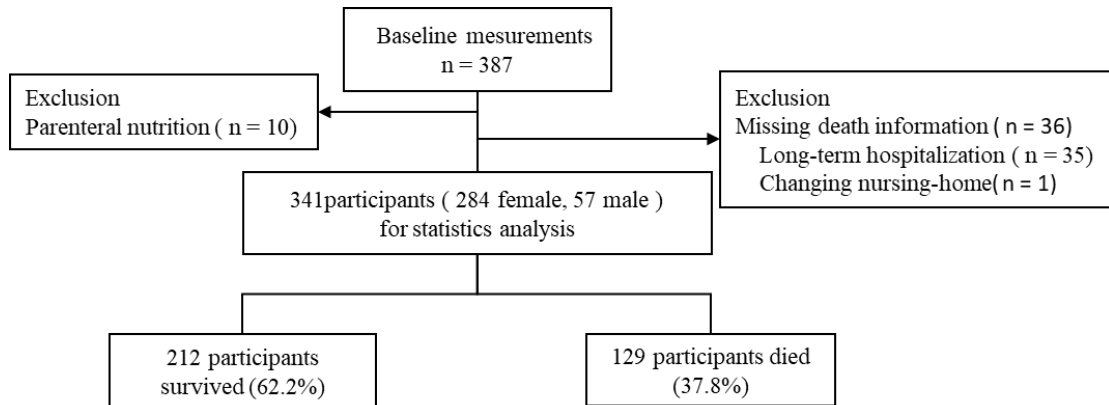 Baseline mesurements
n = 387
Exclusion
Parenteral nutrition ( n = 10)
Exclusion
Missing death information ( n = 36)
Long-term hospitalization ( n = 35)
Changing nursing-home( n = 1)
341participants ( 284 female, 57 male )
for statistics analysis
212 participants
survived (62.2%)
129 participants died
(37.8%)